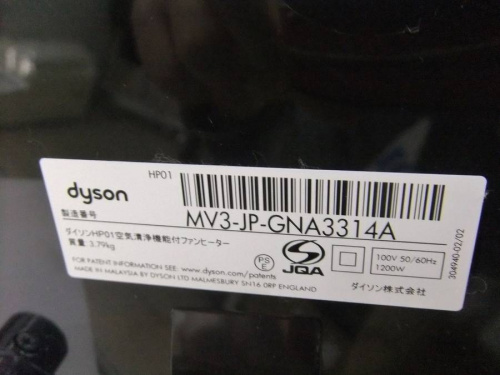 HP01
dyson
製造番号 MV3-JP-GNA3314A
ダイソンHP01空気清浄機能付ファンヒーター
質量：3.79kg
PS
E
JQA
100V 50/60Hz
1200W
FOR PATENT INFORMATION SEE: www.dyson.com/patents
MADE IN MALAYSIA BY DYSON LTD MALMESBURY SN16 0RP ENGLAND
ダイソン株式会社
304940-02/02